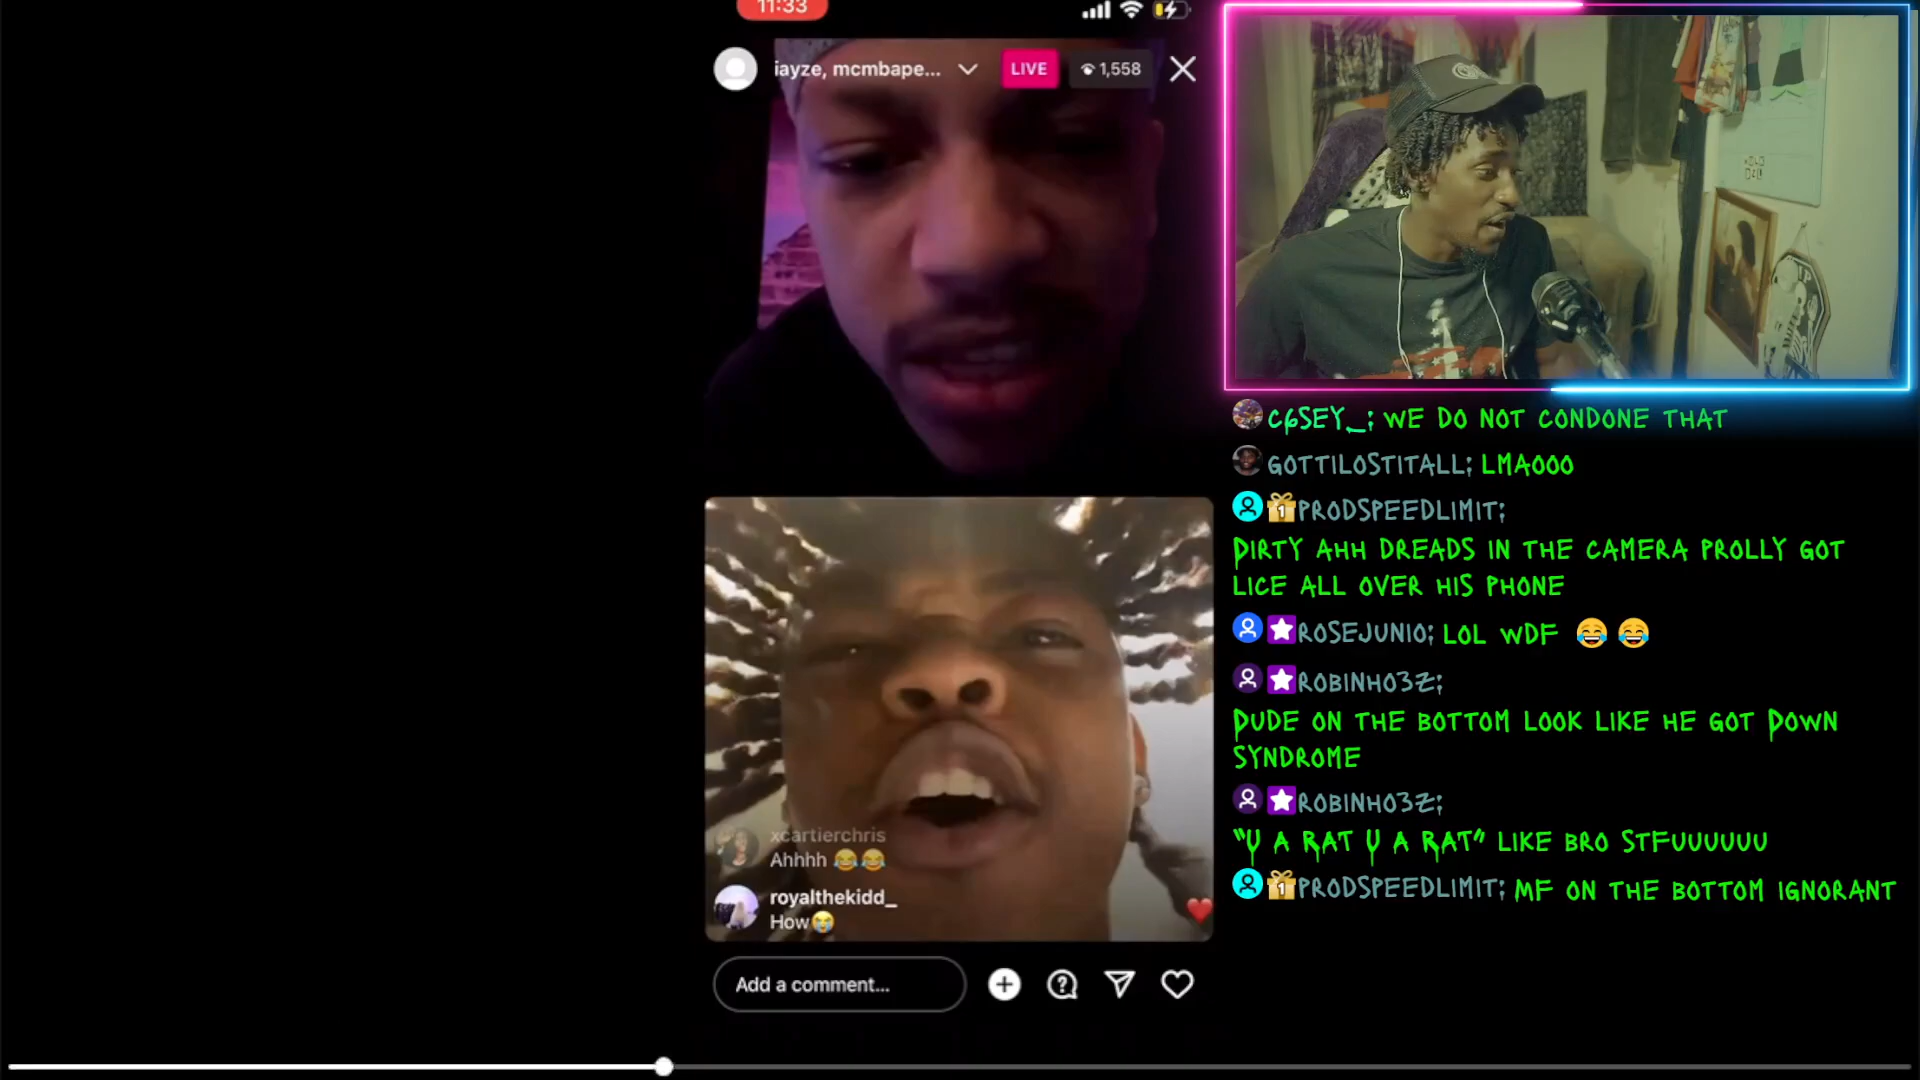 11:33
iayze, mcmbape...
LIVE
1,558
xcartierchris
Ahhhh 😂😂
royalthekidd_
How😭
Add a comment...
C6SEY_: WE DO NOT CONDONE THAT
GOTTILOSTITALL: LMAOOO
1 PRODSPEEDLIMIT:
DIRTY AHH DREADS IN THE CAMERA PROLLY GOT
LICE ALL OVER HIS PHONE
ROSEJUNIO: LOL WDF 😂 😂
ROBINHO3Z:
DUDE ON THE BOTTOM LOOK LIKE HE GOT DOWN
SYNDROME
ROBINHO3Z:
"U A RAT U A RAT" LIKE BRO STFUUUUUU
1 PRODSPEEDLIMIT: MF ON THE BOTTOM IGNORANT